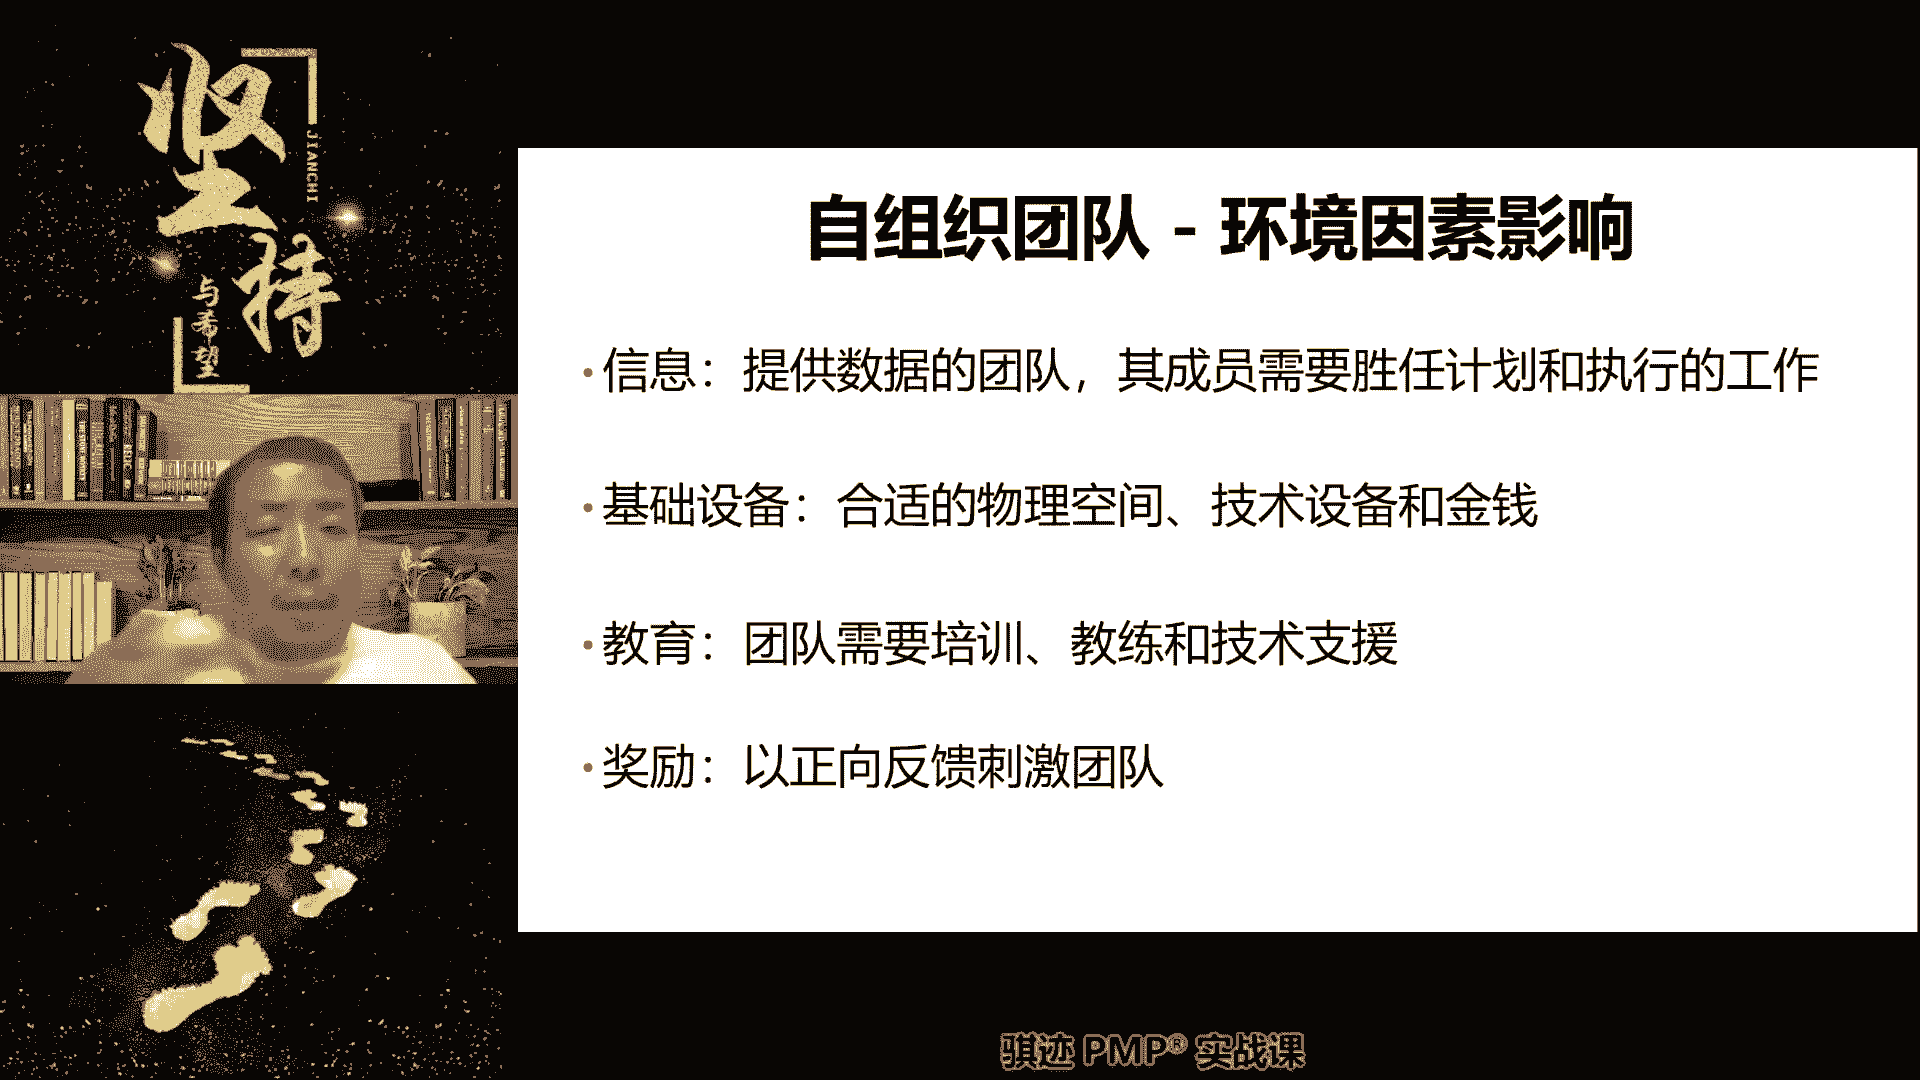 坚持
JIANCHI
与希望
自组织团队 - 环境因素影响
• 信息：提供数据的团队，其成员需要胜任计划和执行的工作
• 基础设备：合适的物理空间、技术设备和金钱
• 教育：团队需要培训、教练和技术支援
• 奖励：以正向反馈刺激团队
骐迹 PMP® 实战课